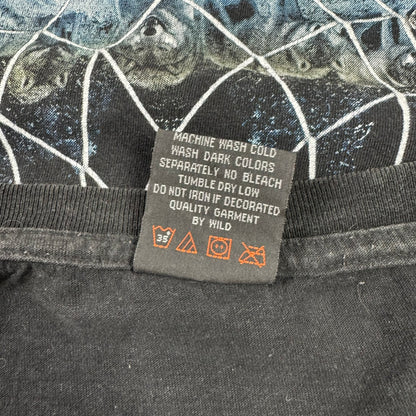 MACHINE WASH COLD
WASH DARK COLORS
SEPARATELY NO BLEACH
TUMBLE DRY LOW
DO NOT IRON IF DECORATED
QUALITY GARMENT
BY WILD
35°